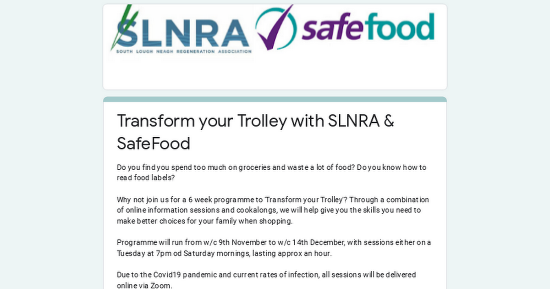 SLNRA
SOUTH LOUGH NEAGH REGENERATION ASSOCIATION
safefood
Transform your Trolley with SLNRA &
SafeFood
Do you find you spend too much on groceries and waste a lot of food? Do you know how to
read food labels?
Why not join us for a 6 week programme to 'Transform your Trolley'? Through a combination
of online information sessions and cookalongs, we will help give you the skills you need to
make better choices for your family when shopping.
Programme will run from w/c 9th November to w/c 14th December, with sessions either on a
Tuesday at 7pm od Saturday mornings, lasting approx an hour.
Due to the Covid19 pandemic and current rates of infection, all sessions will be delivered
online via Zoom.